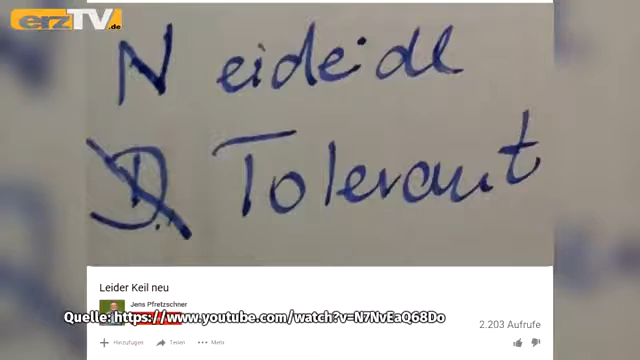 erzTV.de
N eideidl
D Tolerant
Leider Keil neu
Jens Pfretzschner
Quelle: https://www.youtube.com/watch?v=N7NvEaQ68Do
2.203 Aufrufe
Hinzufügen Teilen Mehr